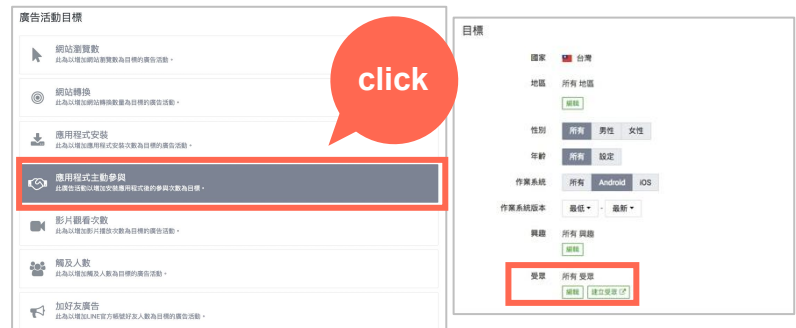 廣告活動目標
網站瀏覽數
此為以增加網站瀏覽數為目標的廣告活動。
網站轉換
此為以增加網站轉換數量為目標的廣告活動。
應用程式安裝
此為以增加應用程式安裝次數為目標的廣告活動。
應用程式主動參與
此廣告活動以增加安裝應用程式後的參與次數為目標。
影片觀看次數
此為以增加影片播放次數為目標的廣告活動。
觸及人數
此為以增加觸及人數為目標的廣告活動。
加好友廣告
此為以增加LINE官方帳號好友人數為目標的廣告活動。
click
目標
國家 台灣
地區 所有 地區
編輯
性別 所有 男性 女性
年齡 所有 設定
作業系統 所有 Android iOS
作業系統版本 最低 - 最新
興趣 所有 興趣
編輯
受眾 所有 受眾
編輯 建立受眾